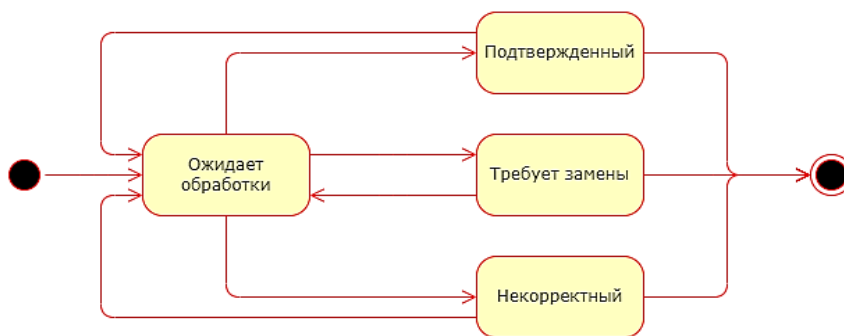 Подтвержденный
Ожидает
обработки
Требует замены
Некорректный